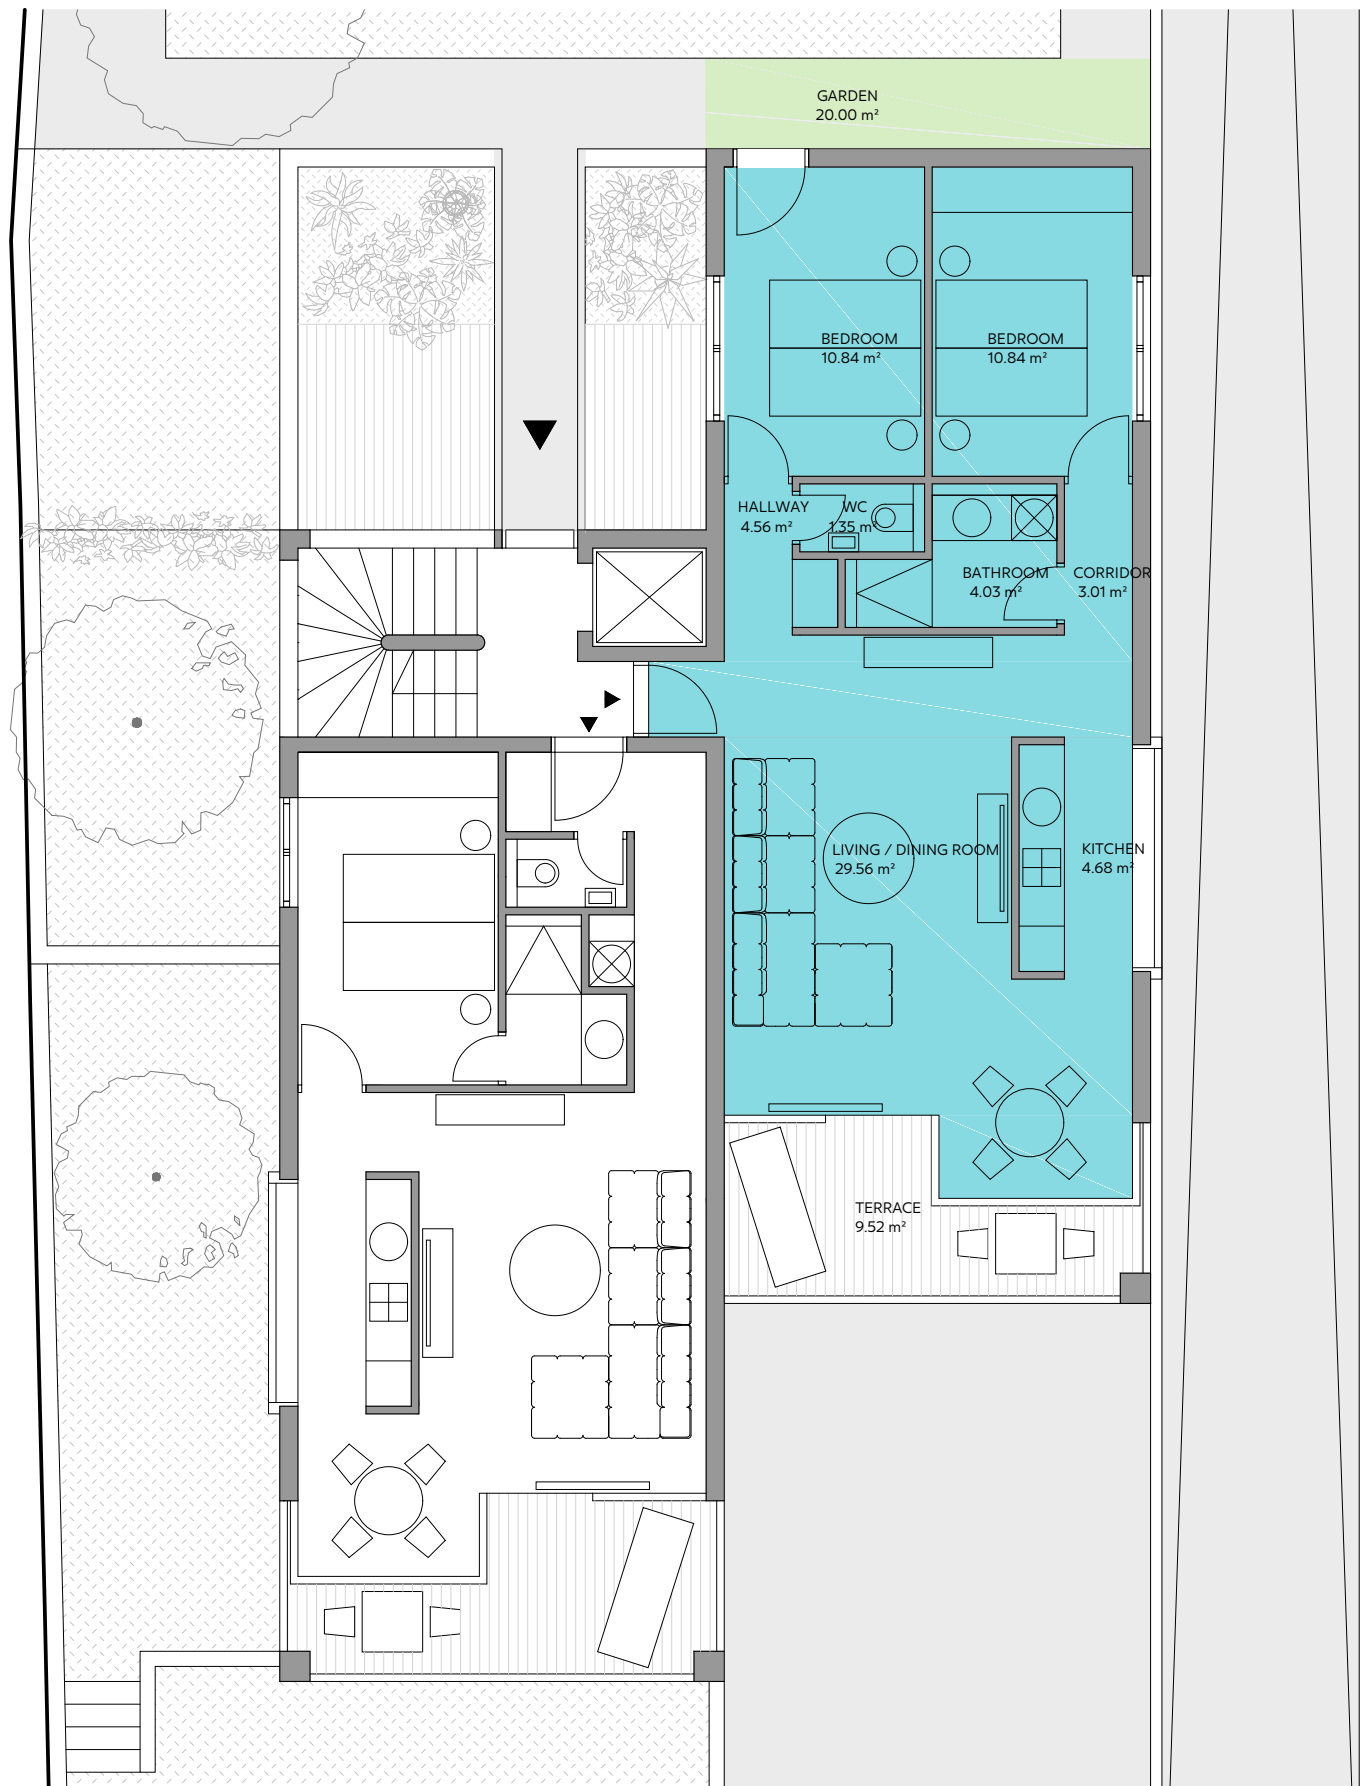 GARDEN
20.00 m²
BEDROOM
10.84 m²
BEDROOM
10.84 m²
HALLWAY
4.56 m²
WC
1.35 m²
BATHROOM
4.03 m²
CORRIDOR
3.01 m²
LIVING / DINING ROOM
29.56 m²
KITCHEN
4.68 m²
TERRACE
9.52 m²